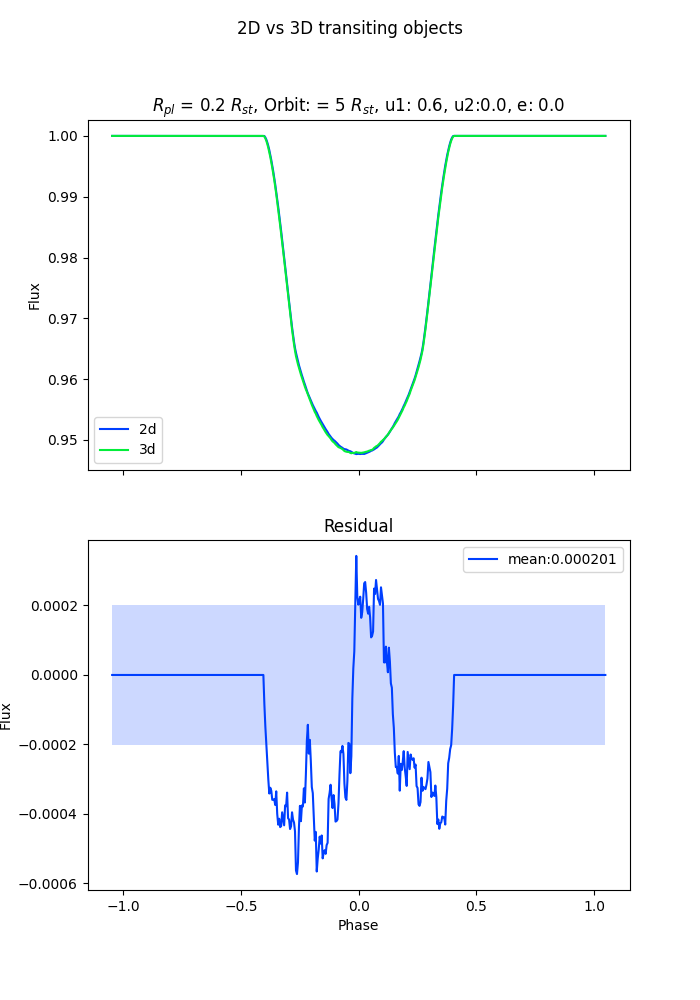 2D vs 3D transiting objects
R_pl = 0.2 R_st, Orbit: = 5 R_st, u1: 0.6, u2:0.0, e: 0.0
1.00
0.99
0.98
0.97
0.96
0.95
Flux
2d
3d
Residual
mean:0.000201
0.0002
0.0000
−0.0002
−0.0004
−0.0006
Flux
−1.0
−0.5
0.0
0.5
1.0
Phase